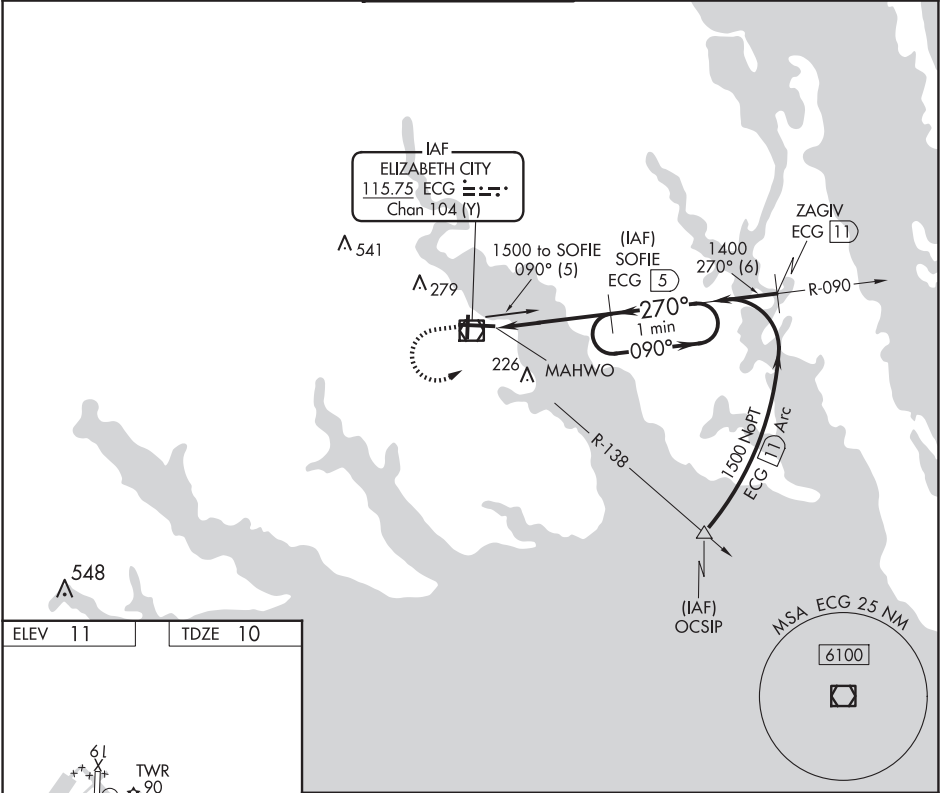 IAF
ELIZABETH CITY
115.75 ECG
Chan 104 (Y)
541
279
1500 to SOFIE
090° (5)
(IAF)
SOFIE
ECG 5
1400
270° (6)
ZAGIV
ECG 11
R-090
270°
1 min
090°
226
MAHWO
R-138
1500 NoPT
ECG 11 Arc
(IAF)
OCSIP
548
MSA ECG 25 NM
6100
ELEV 11
TDZE 10
19
TWR
90